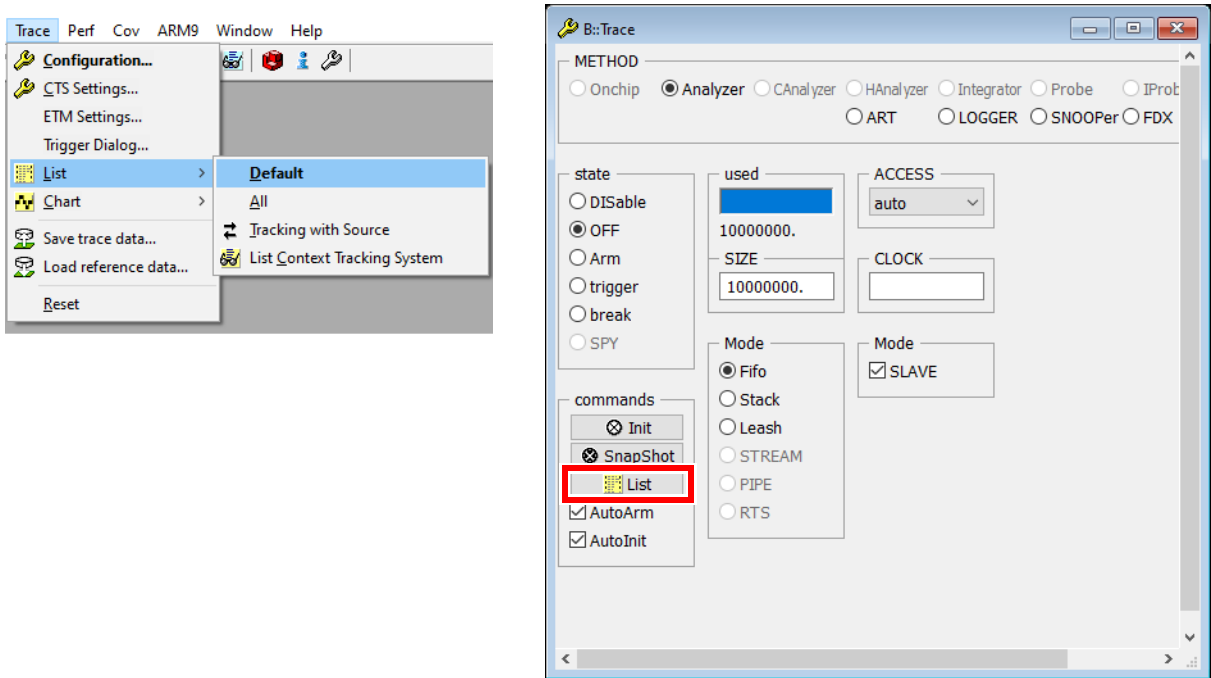 Trace Perf Cov ARM9 Window Help
Configuration...
CTS Settings...
ETM Settings...
Trigger Dialog...
List
Chart
Save trace data...
Load reference data...
Reset
Default
All
Tracking with Source
List Context Tracking System
B::Trace
METHOD
Onchip Analyzer CAnalyzer HAnalyzer Integrator Probe IProb
ART LOGGER SNOOPer FDX
state
DISable
OFF
Arm
trigger
break
SPY
used
10000000.
SIZE
10000000.
ACCESS
auto
CLOCK
Mode
Fifo
Stack
Leash
STREAM
PIPE
RTS
Mode
SLAVE
commands
Init
SnapShot
List
AutoArm
AutoInit